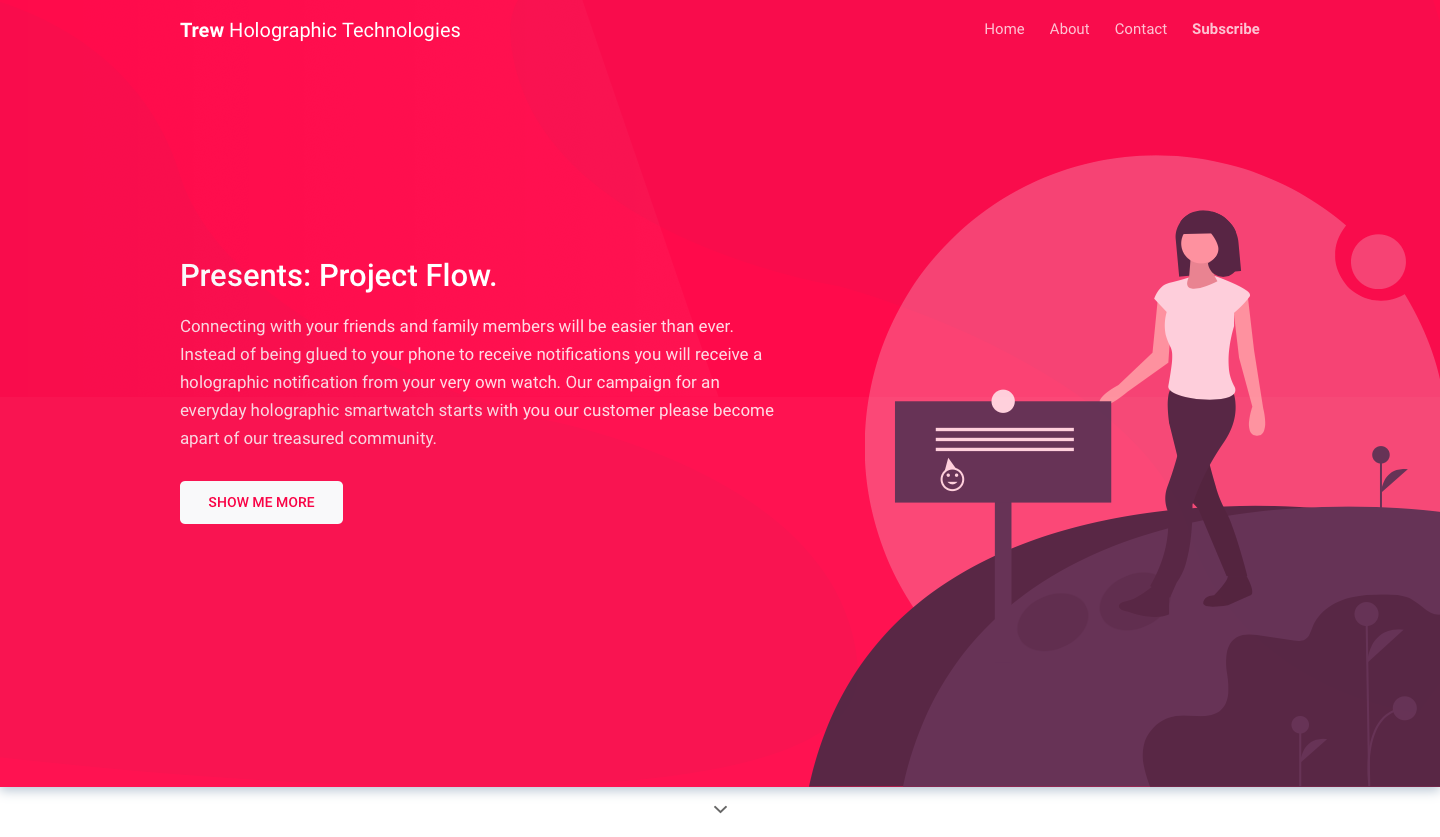 Trew Holographic Technologies
Home About Contact Subscribe
Presents: Project Flow.
Connecting with your friends and family members will be easier than ever.
Instead of being glued to your phone to receive notifications you will receive a
holographic notification from your very own watch. Our campaign for an
everyday holographic smartwatch starts with you our customer please become
apart of our treasured community.
SHOW ME MORE